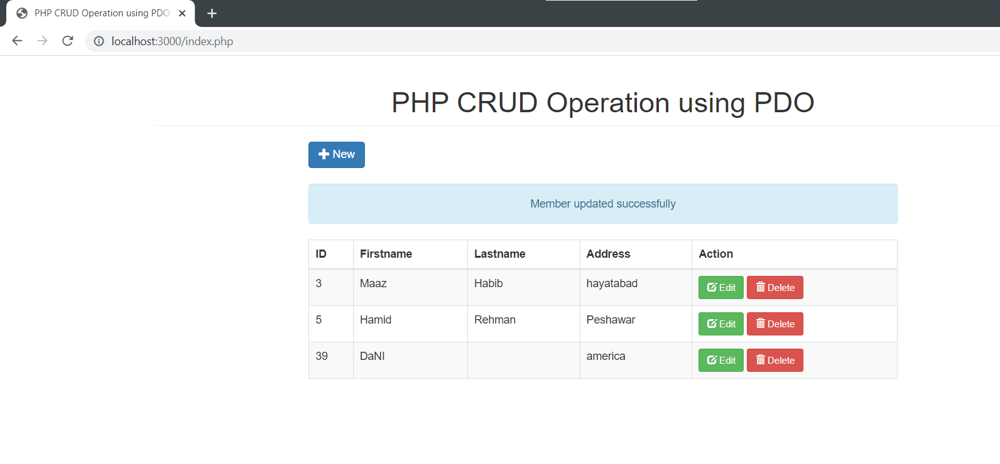 PHP CRUD Operation using PDO
localhost:3000/index.php
PHP CRUD Operation using PDO
New
Member updated successfully
ID Firstname Lastname Address Action
3 Maaz Habib hayatabad Edit Delete
5 Hamid Rehman Peshawar Edit Delete
39 DaNI america Edit Delete